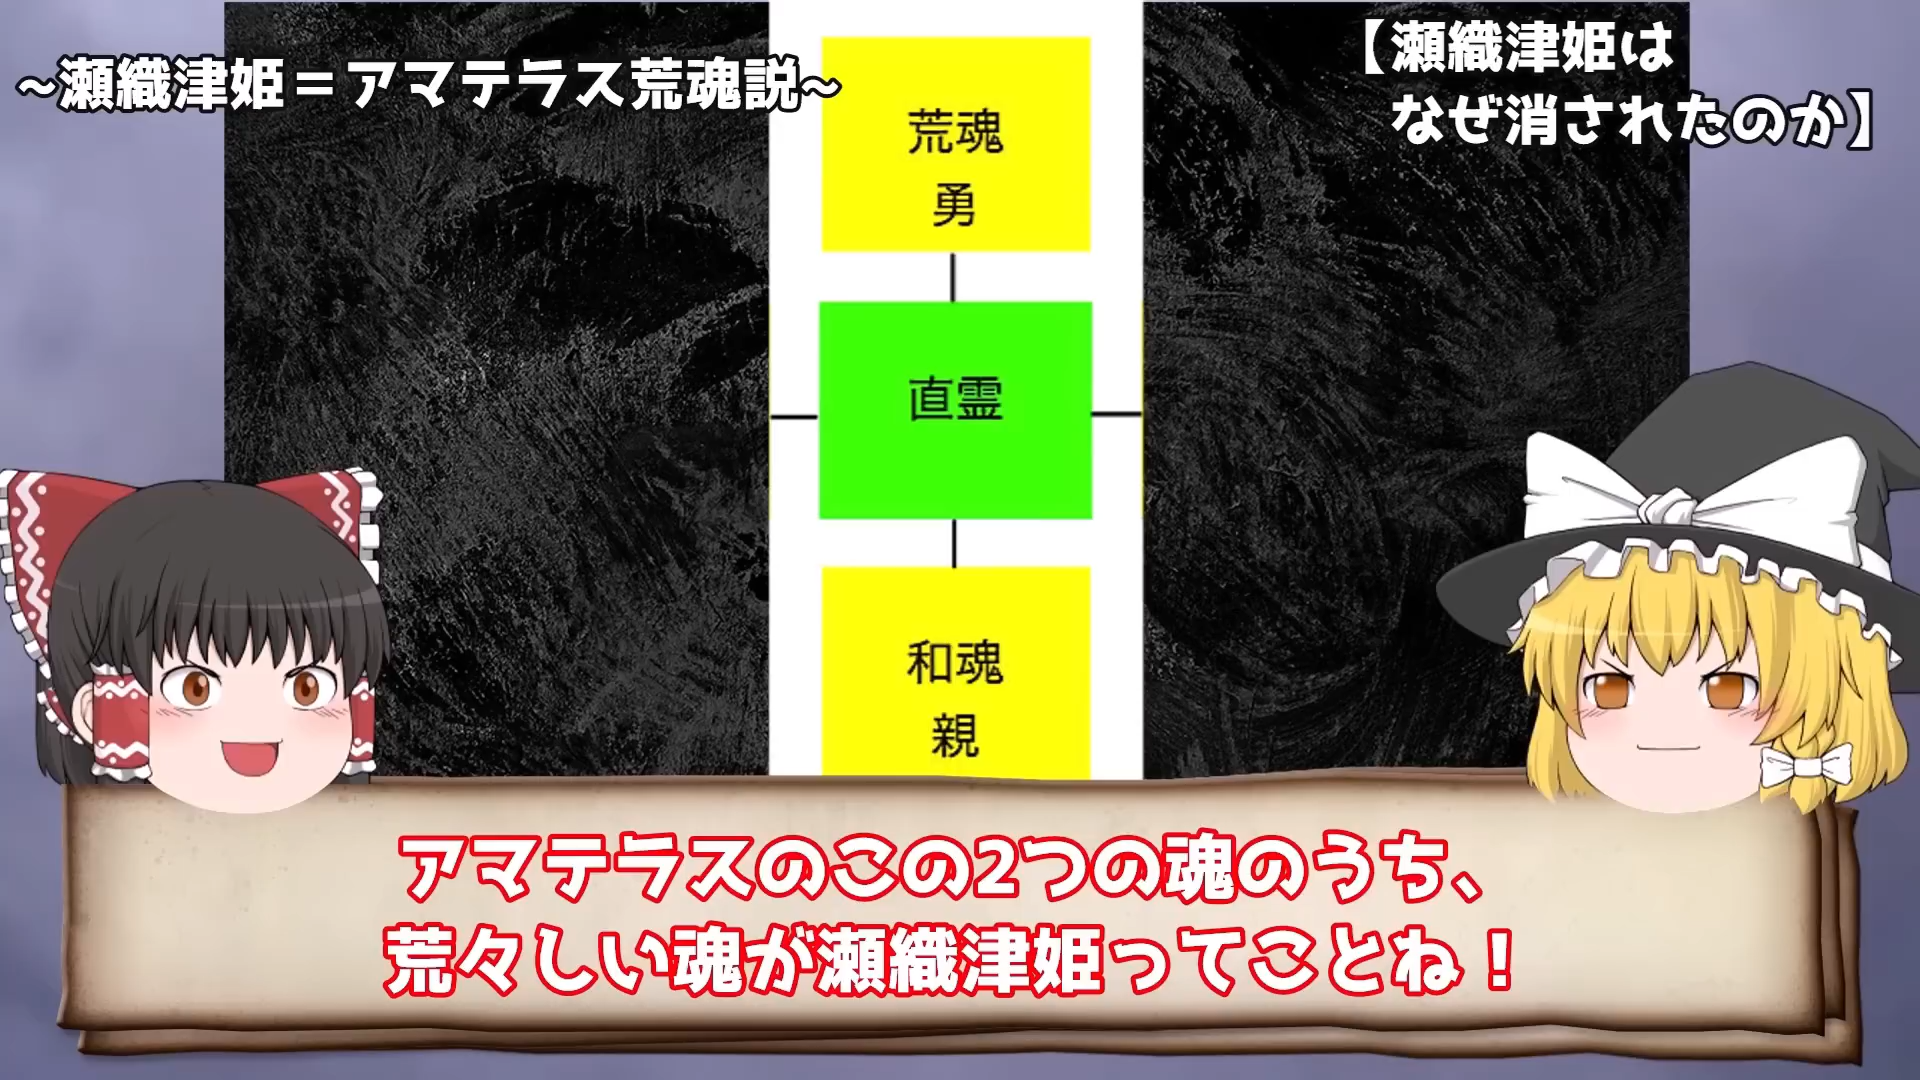 ~瀬織津姫＝アマテラス荒魂説~
【瀬織津姫は
なぜ消されたのか】
荒魂
勇
直霊
和魂
親
アマテラスのこの2つの魂のうち、
荒々しい魂が瀬織津姫ってことね！